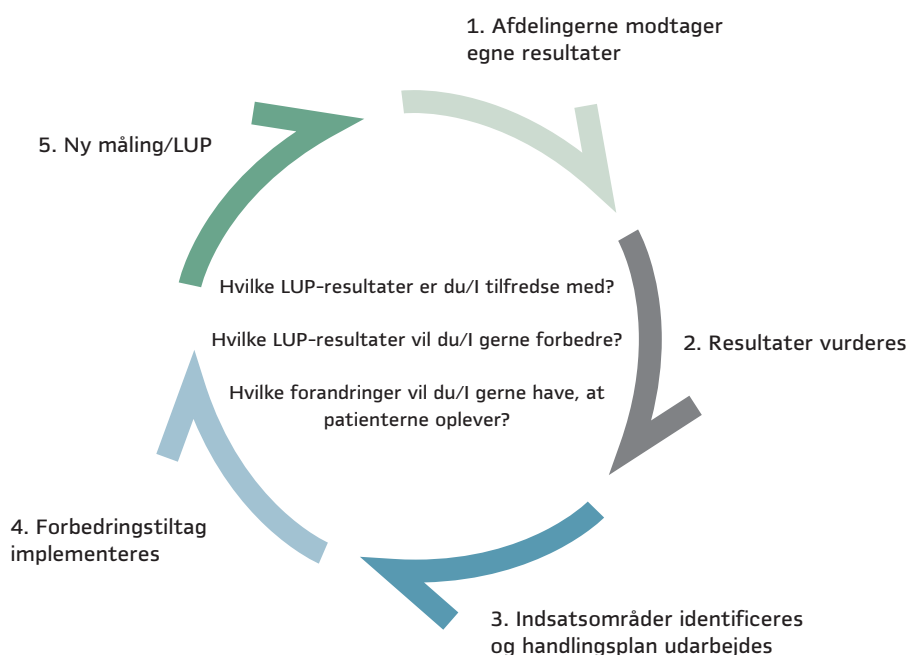 1. Afdelingerne modtager
egne resultater
5. Ny måling/LUP
Hvilke LUP-resultater er du/I tilfredse med?
Hvilke LUP-resultater vil du/I gerne forbedre?
2. Resultater vurderes
Hvilke forandringer vil du/I gerne have, at
patienterne oplever?
4. Forbedringstiltag
implementeres
3. Indsatsområder identificeres
og handlingsplan udarbejdes